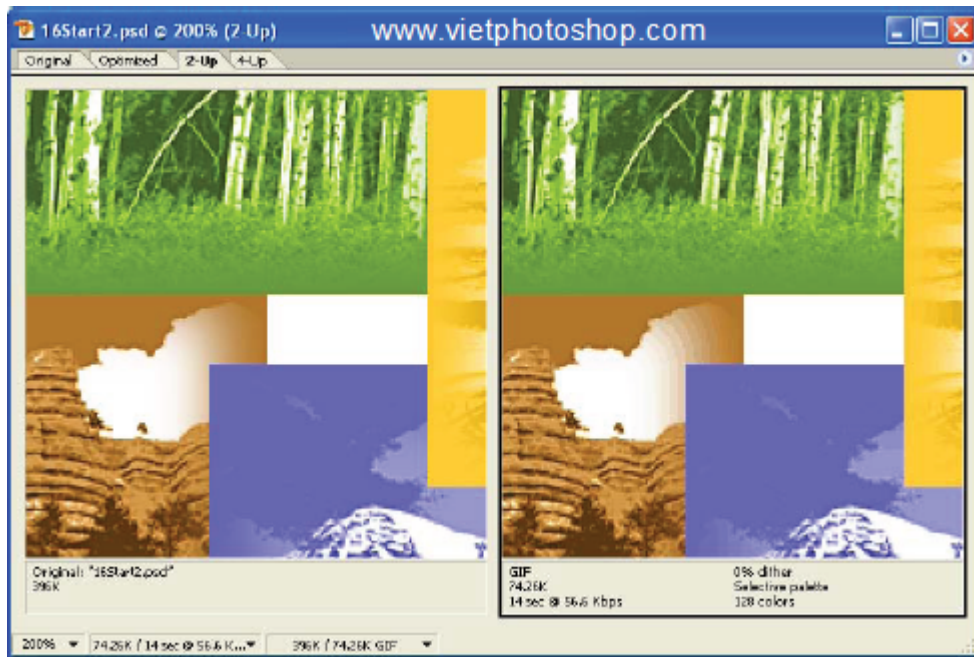 16Start2.psd @ 200% (2-Up)
www.vietphotoshop.com
Original Optimized 2-Up 4-Up
Original: "16Start2.psd"
396K
GIF
74.26K
14 sec @ 56.6 Kbps
0% dither
Selective palette
128 colors
200% 74.26K / 14 sec @ 56.6 K... 396K / 74.26K GIF